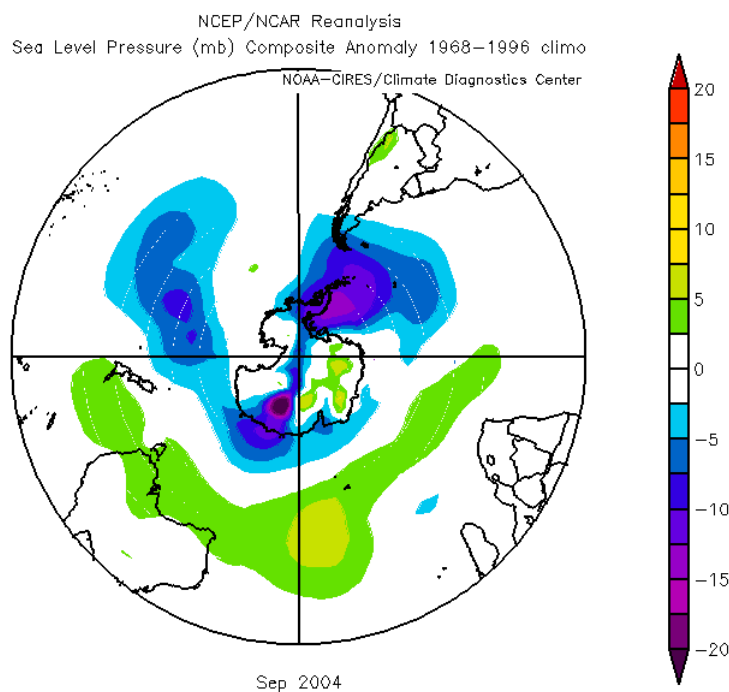 NCEP/NCAR Reanalysis
Sea Level Pressure (mb) Composite Anomaly 1968−1996 climo
NOAA−CIRES/Climate Diagnostics Center
20
15
10
5
0
−5
−10
−15
−20
Sep 2004